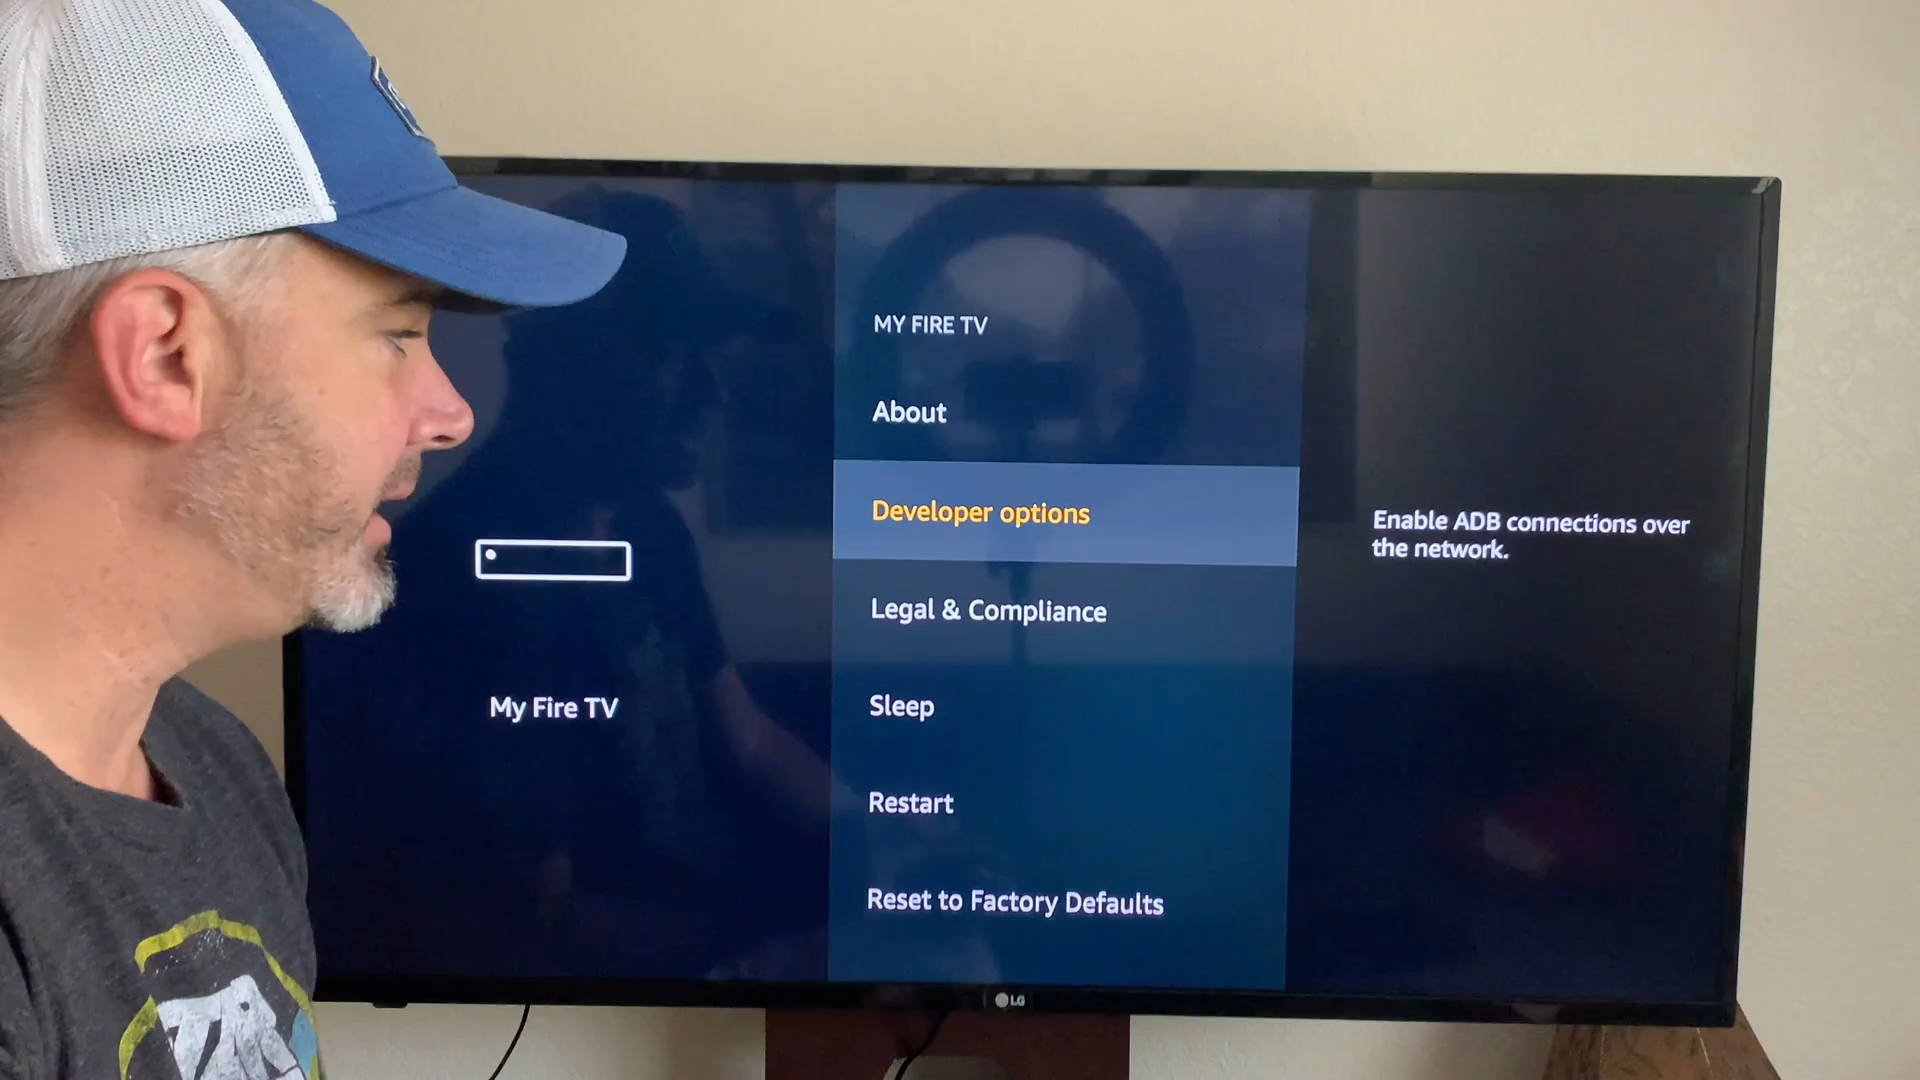 MY FIRE TV
About
Developer options
Enable ADB connections over
the network.
Legal & Compliance
My Fire TV
Sleep
Restart
Reset to Factory Defaults
LG